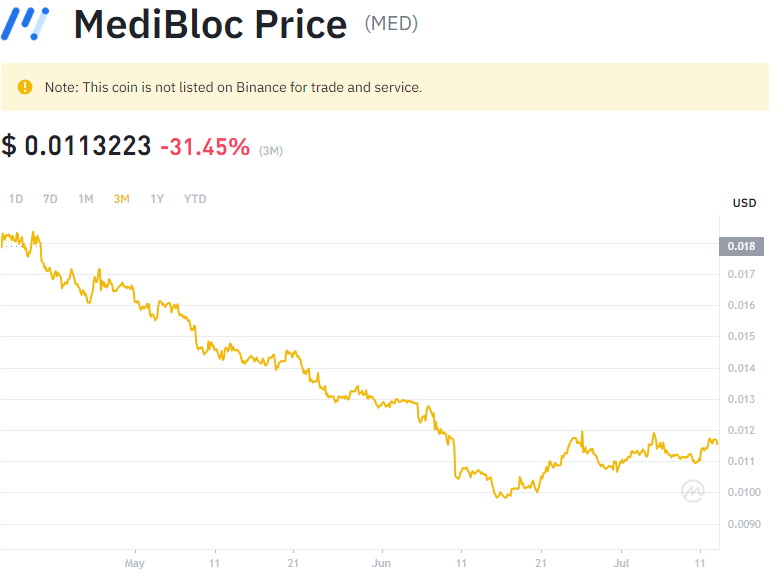 MediBloc Price (MED)
Note: This coin is not listed on Binance for trade and service.
$ 0.0113223 -31.45% (3M)
1D 7D 1M 3M 1Y YTD
USD
0.018
0.017
0.016
0.015
0.014
0.013
0.012
0.011
0.0100
0.0090
May 11 21 Jun 11 21 Jul 11